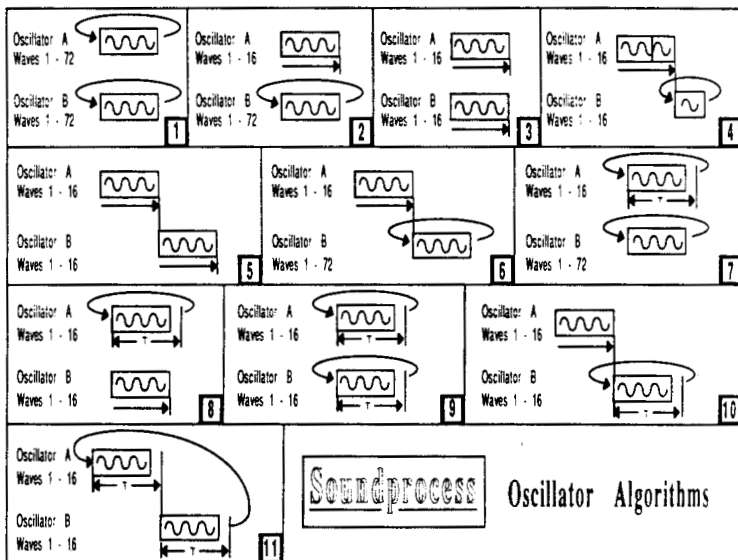 Oscillator A
Waves 1 - 72
Oscillator B
Waves 1 - 72
1
Oscillator A
Waves 1 - 16
Oscillator B
Waves 1 - 72
2
Oscillator A
Waves 1 - 16
Oscillator B
Waves 1 - 16
3
Oscillator A
Waves 1 - 16
Oscillator B
Waves 1 - 16
4
Oscillator A
Waves 1 - 16
Oscillator B
Waves 1 - 16
5
Oscillator A
Waves 1 - 16
Oscillator B
Waves 1 - 72
6
Oscillator A
Waves 1 - 16
T
Oscillator B
Waves 1 - 72
7
Oscillator A
Waves 1 - 16
T
Oscillator B
Waves 1 - 16
8
Oscillator A
Waves 1 - 16
T
Oscillator B
Waves 1 - 16
T
9
Oscillator A
Waves 1 - 16
Oscillator B
Waves 1 - 16
T
10
Oscillator A
Waves 1 - 16
T
Oscillator B
Waves 1 - 16
T
11
Soundprocess Oscillator Algorithms